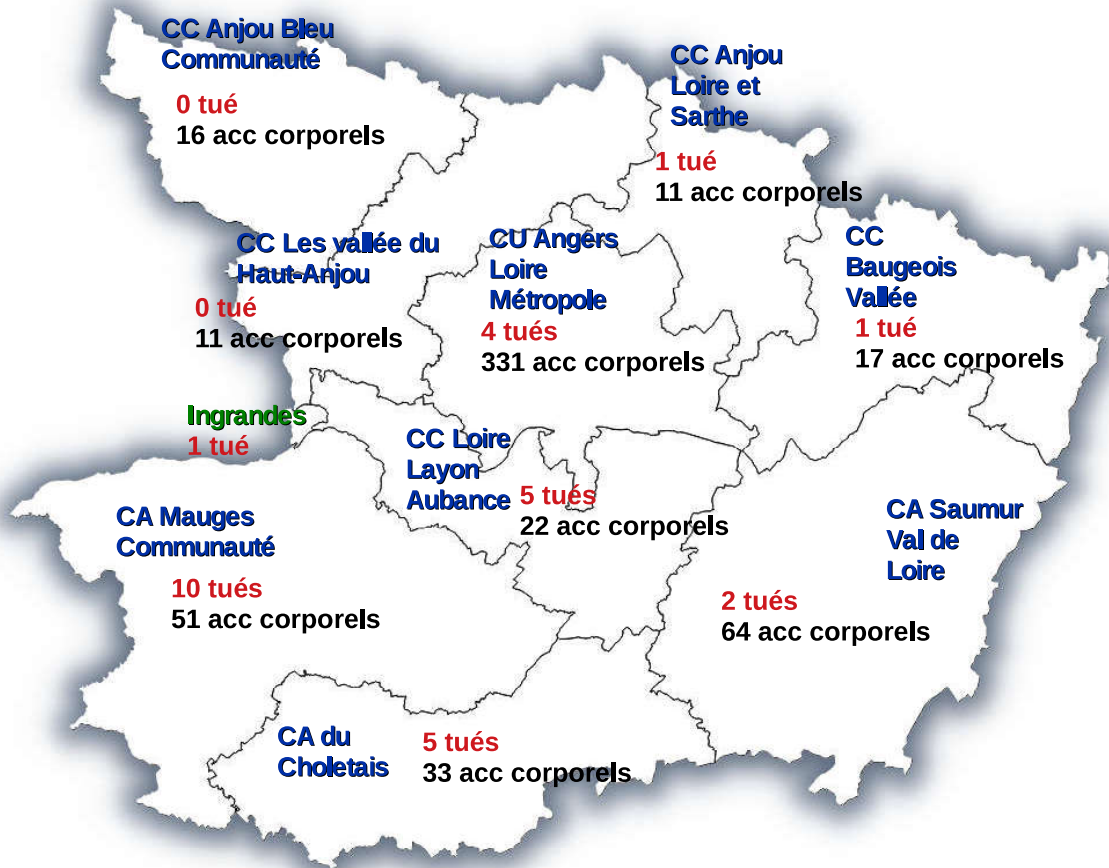 CC Anjou Bleu
Communauté
0 tué
16 acc corporels
CC Anjou
Loire et
Sarthe
1 tué
11 acc corporels
CC Les vallée du
Haut-Anjou
0 tué
11 acc corporels
CU Angers
Loire
Métropole
4 tués
331 acc corporels
CC
Baugeois
Vallée
1 tué
17 acc corporels
Ingrandes
1 tué
CC Loire
Layon
Aubance
5 tués
22 acc corporels
CA Mauges
Communauté
10 tués
51 acc corporels
CA Saumur
Val de
Loire
2 tués
64 acc corporels
CA du
Choletais
5 tués
33 acc corporels